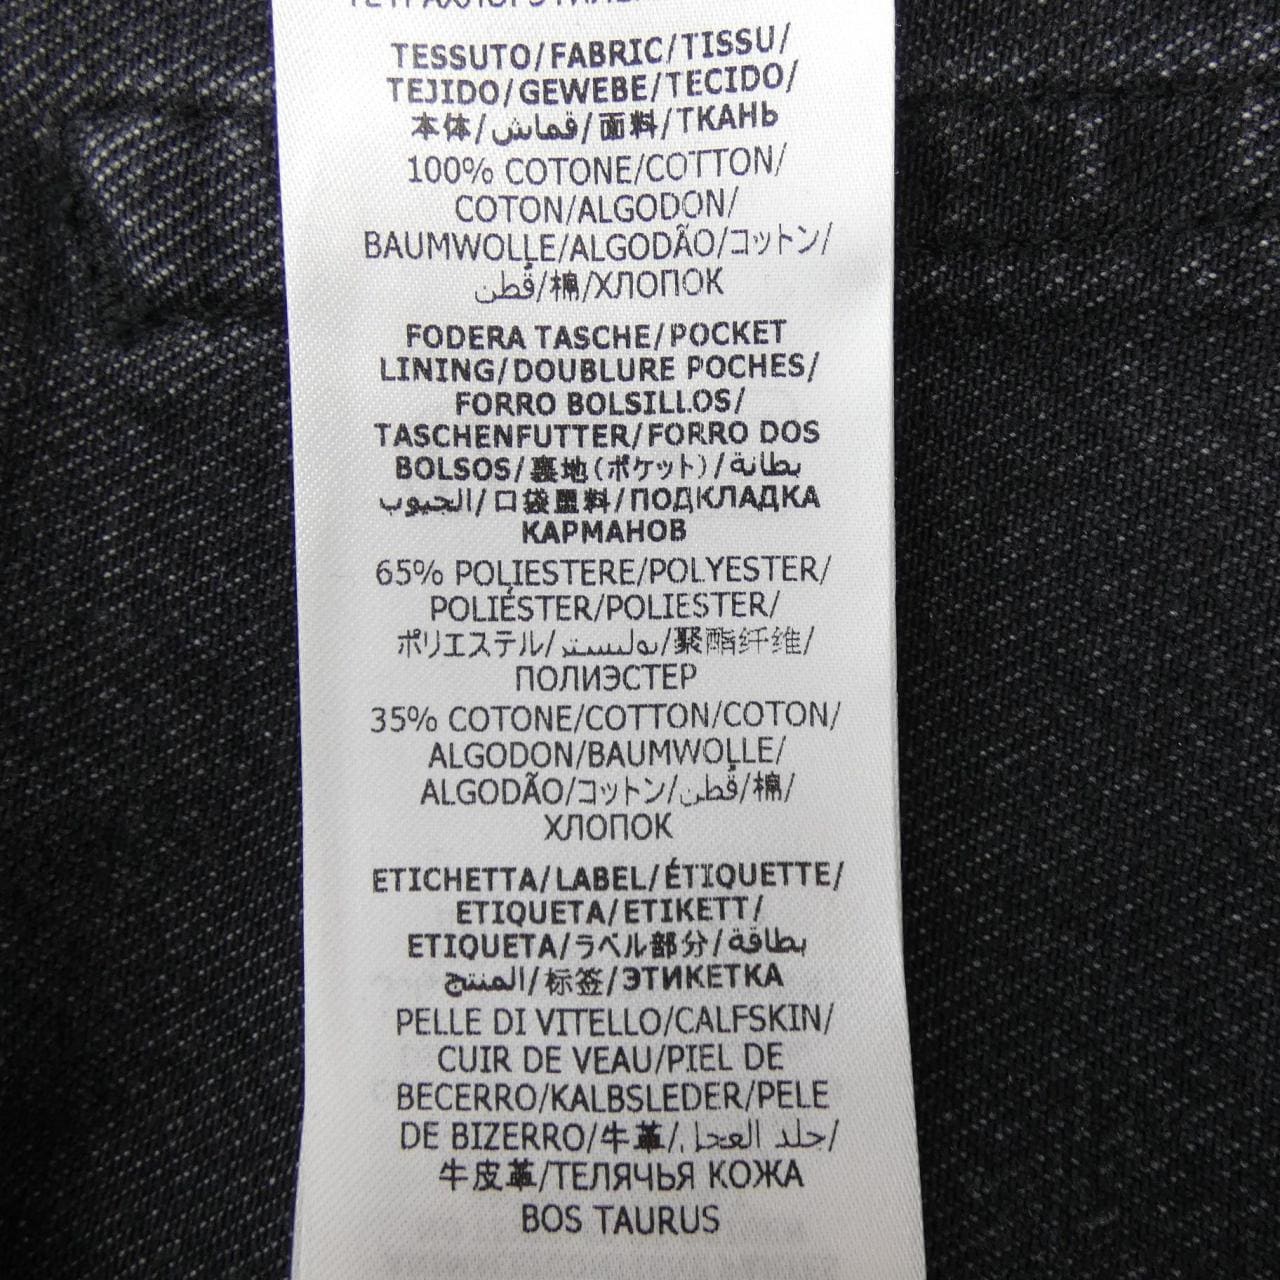 TESSUTO/FABRIC/TISSU/
TEJIDO/GEWEBE/TECIDO/
本体/قماش/面料/ТКАНЬ
100% COTONE/COTTON/
COTON/ALGODON/
BAUMWOLLE/ALGODÃO/コットン/
قطن/棉/ХЛОПОК
FODERA TASCHE/POCKET
LINING/DOUBLURE POCHES/
FORRO BOLSILLOS/
TASCHENFUTTER/FORRO DOS
BOLSOS/裏地(ポケット)/بطانة
الجيوب/口袋里料/ПОДКЛАДКА
КАРМАНОВ
65% POLIESTERE/POLYESTER/
POLIÉSTER/POLIESTER/
ポリエステル/بوليستر/聚酯纤维/
ПОЛИЭСТЕР
35% COTONE/COTTON/COTON/
ALGODON/BAUMWOLLE/
ALGODÃO/コットン/قطن/棉/
ХЛОПОК
ETICHETTA/LABEL/ÉTIQUETTE/
ETIQUETA/ETIKETT/
ETIQUETA/ラベル部分/بطاقة
المنتج/标签/ЭТИКЕТКА
PELLE DI VITELLO/CALFSKIN/
CUIR DE VEAU/PIEL DE
BECERRO/KALBSLEDER/PELE
DE BIZERRO/牛革/جلد العجل/
牛皮革/ТЕЛЯЧЬЯ КОЖА
BOS TAURUS